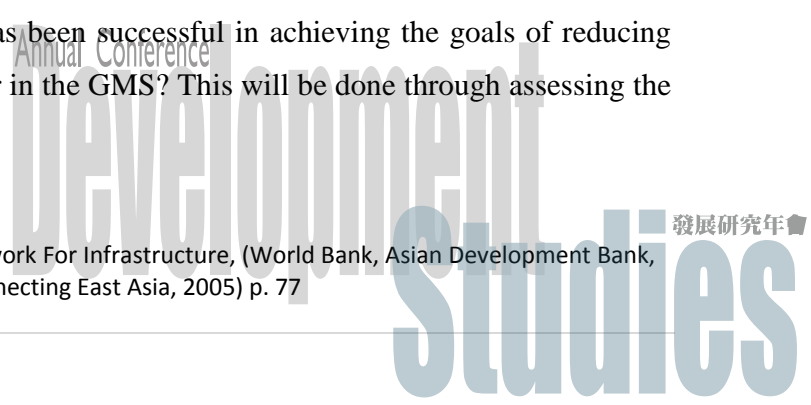 as been successful in achieving the goals of reducing
Annual Conference
r in the GMS? This will be done through assessing the
Development
發展研究年會
work For Infrastructure, (World Bank, Asian Development Bank,
necting East Asia, 2005) p. 77
Studies